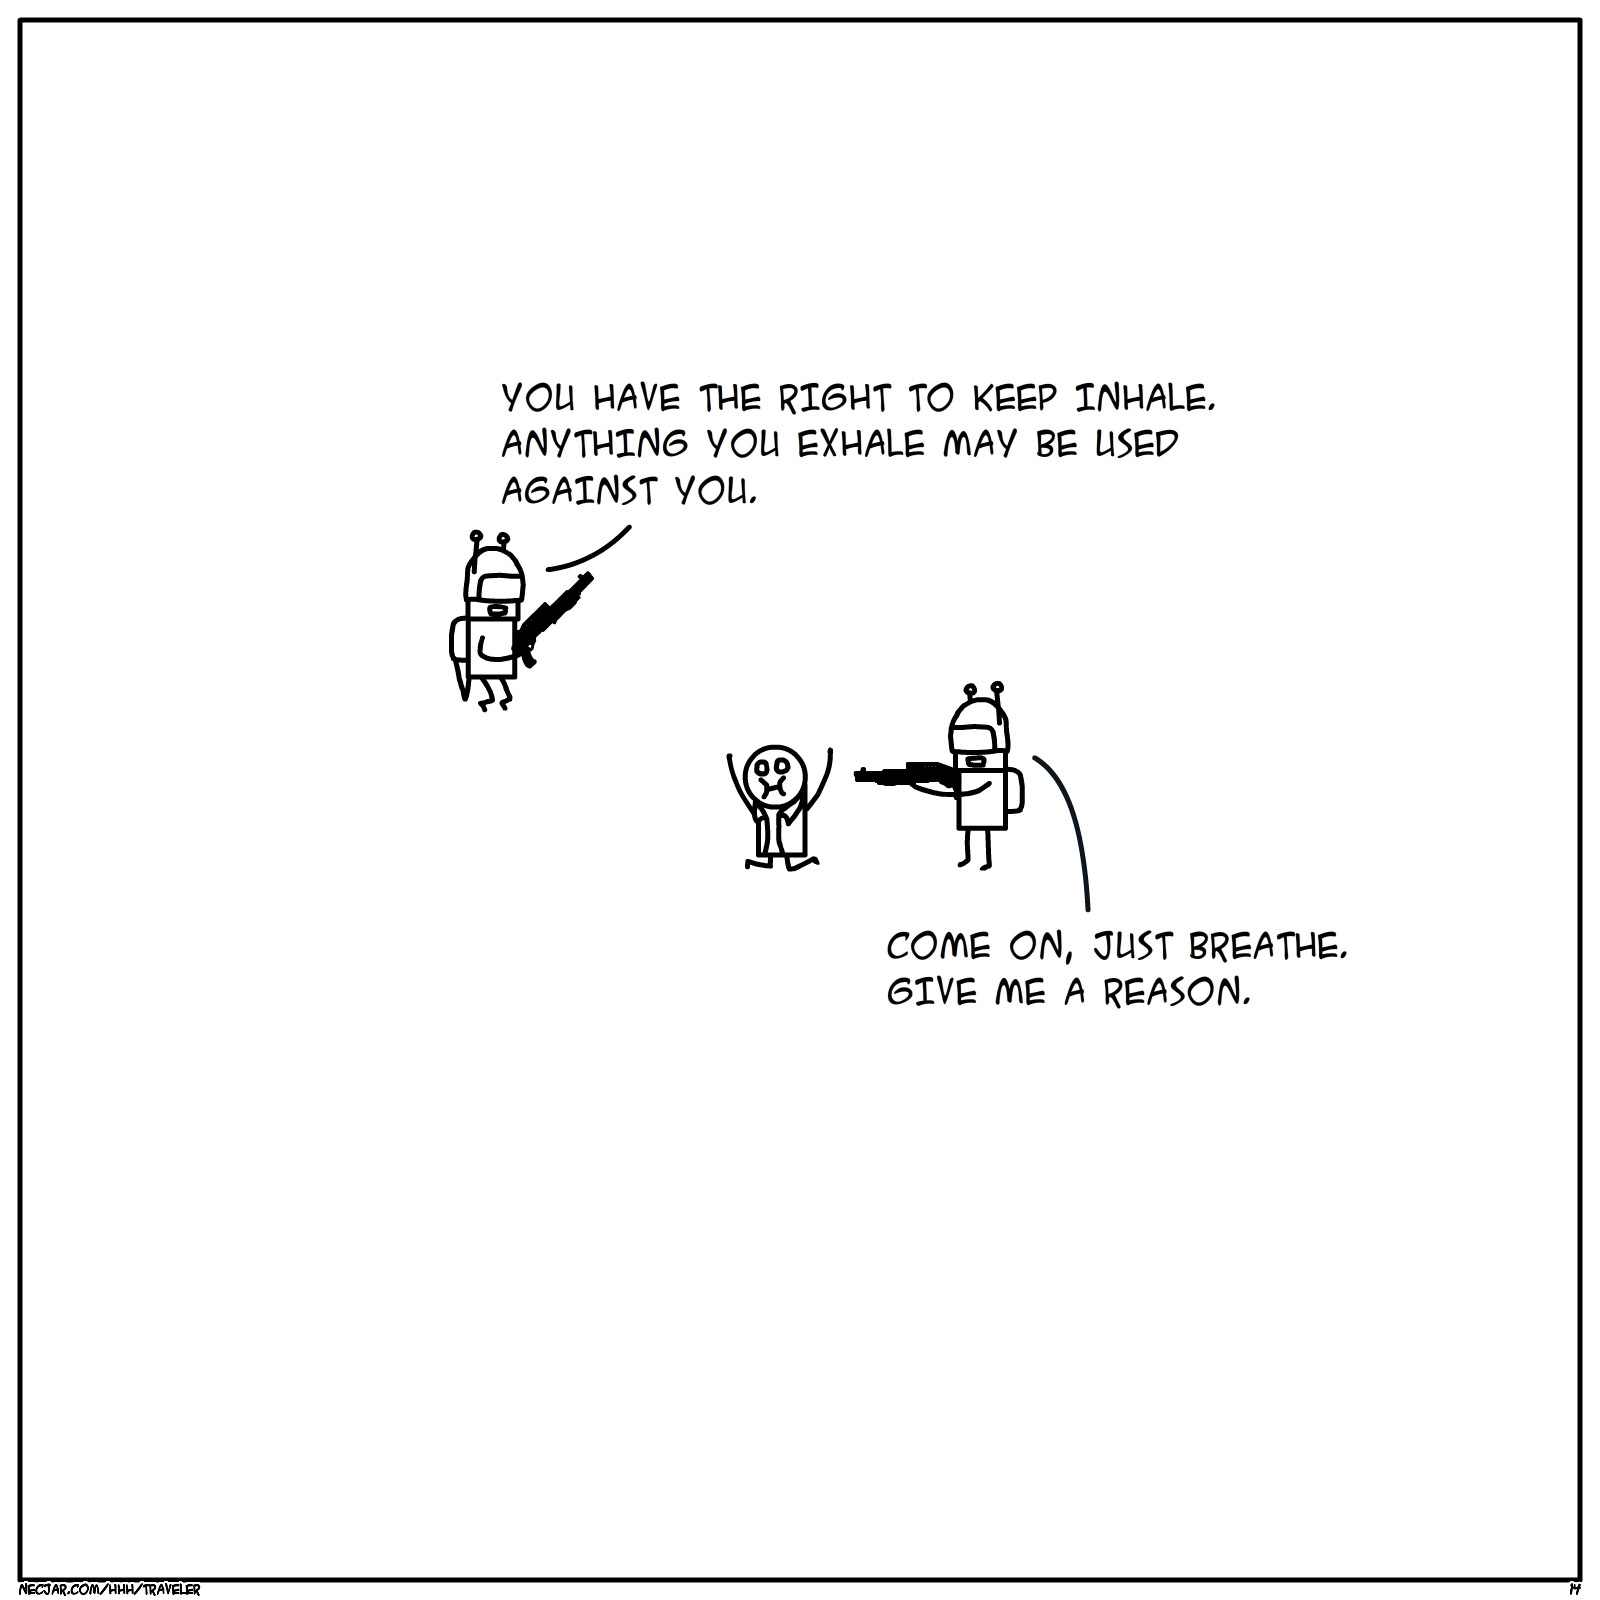 YOU HAVE THE RIGHT TO KEEP INHALE.
ANYTHING YOU EXHALE MAY BE USED
AGAINST YOU.
COME ON, JUST BREATHE.
GIVE ME A REASON.
NECJAR.COM/HHH/TRAVELER
14